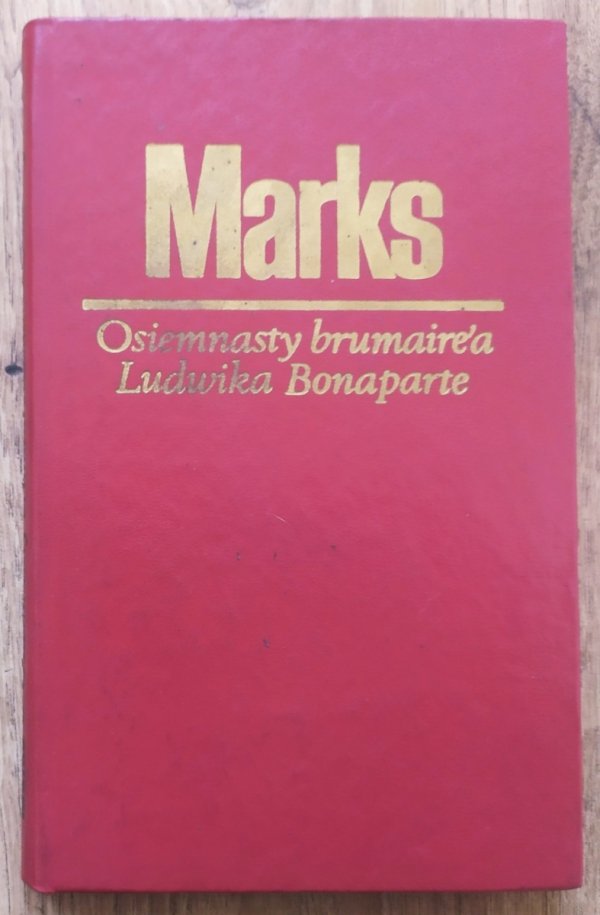 Marks
Osiemnasty brumaire'a
Ludwika Bonaparte